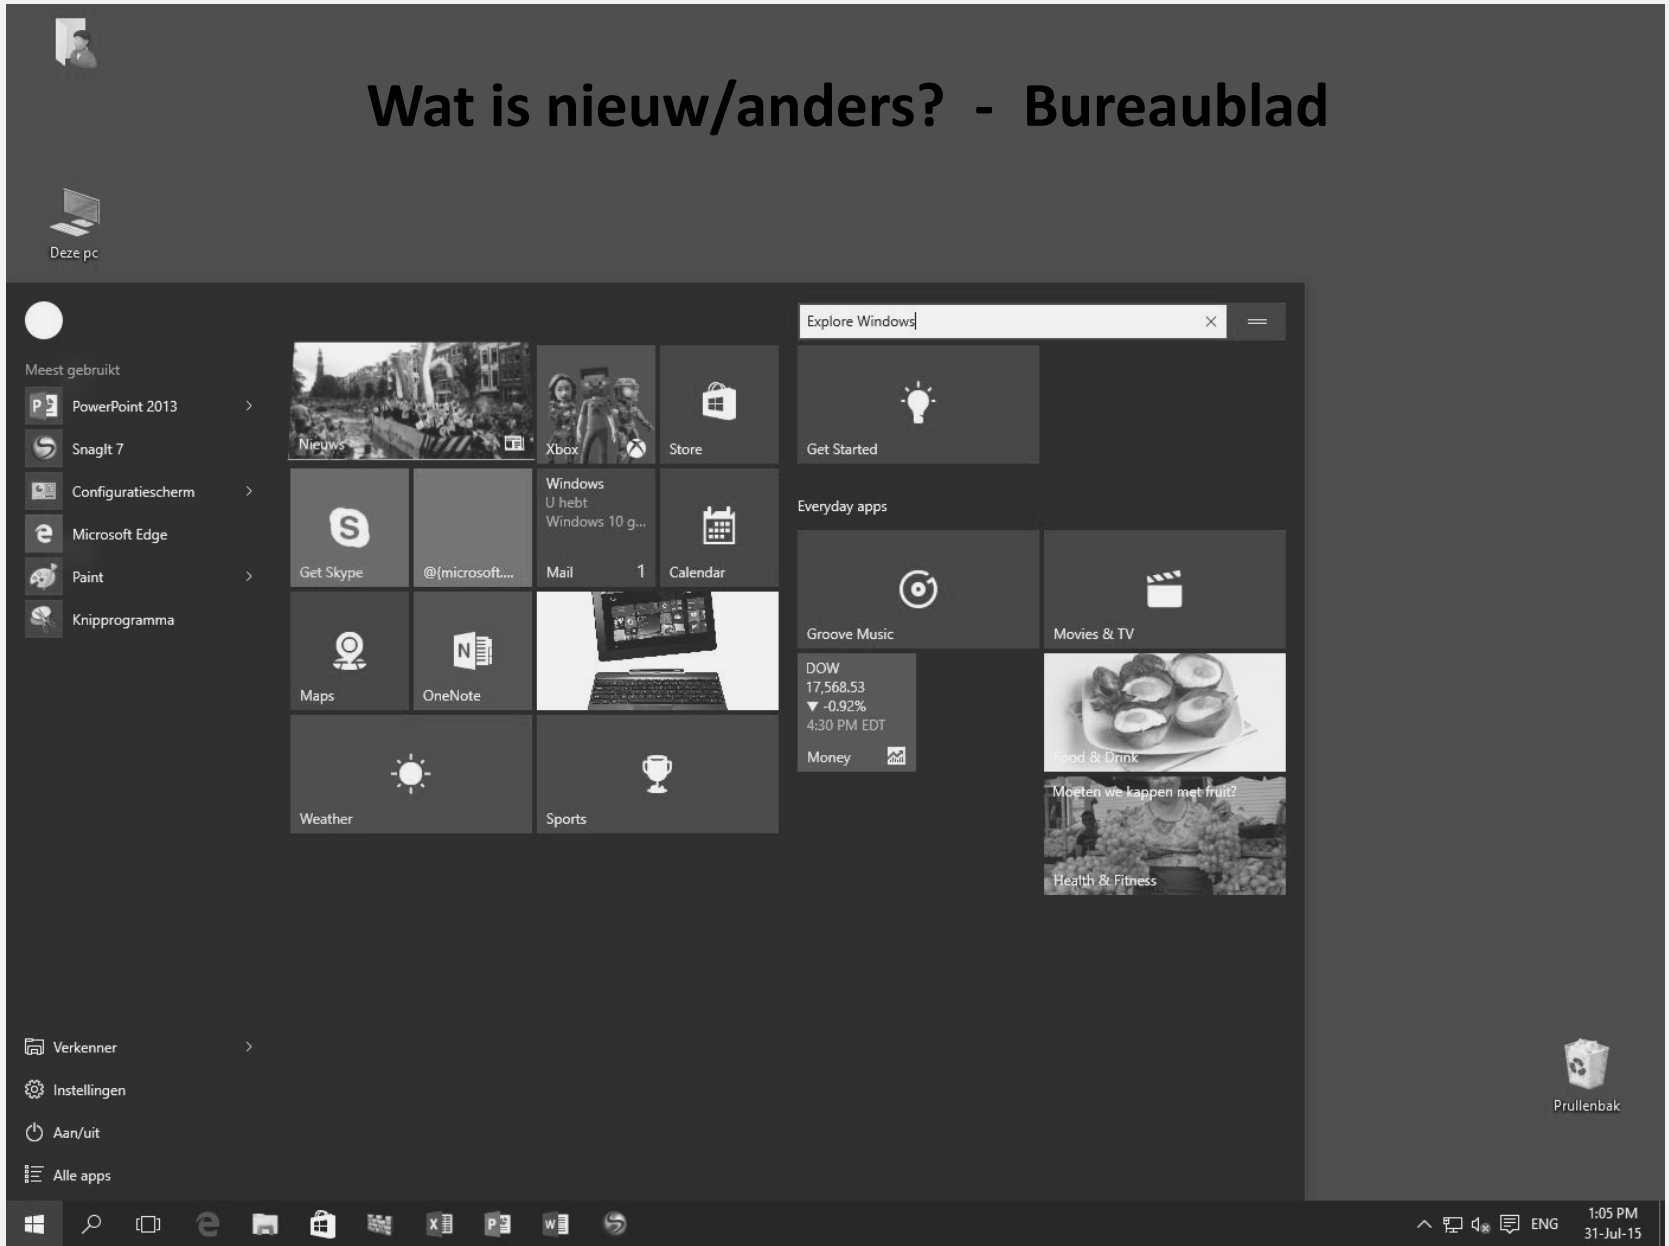 Wat is nieuw/anders? - Bureaublad
Deze pc
Explore Windows
Meest gebruikt
PowerPoint 2013
SnagIt 7
Configuratiescherm
Microsoft Edge
Paint
Knipprogramma
Nieuws
Xbox
Store
Get Skype
@{microsoft....
Windows
U hebt
Windows 10 g...
Mail 1
Calendar
Maps
OneNote
Weather
Sports
Get Started
Everyday apps
Groove Music
Movies & TV
DOW
17,568.53
▼ -0.92%
4:30 PM EDT
Money
Food & Drink
Moeten we kappen met fruit?
Health & Fitness
Verkenner
Instellingen
Aan/uit
Alle apps
Prullenbak
ENG
1:05 PM
31-Jul-15